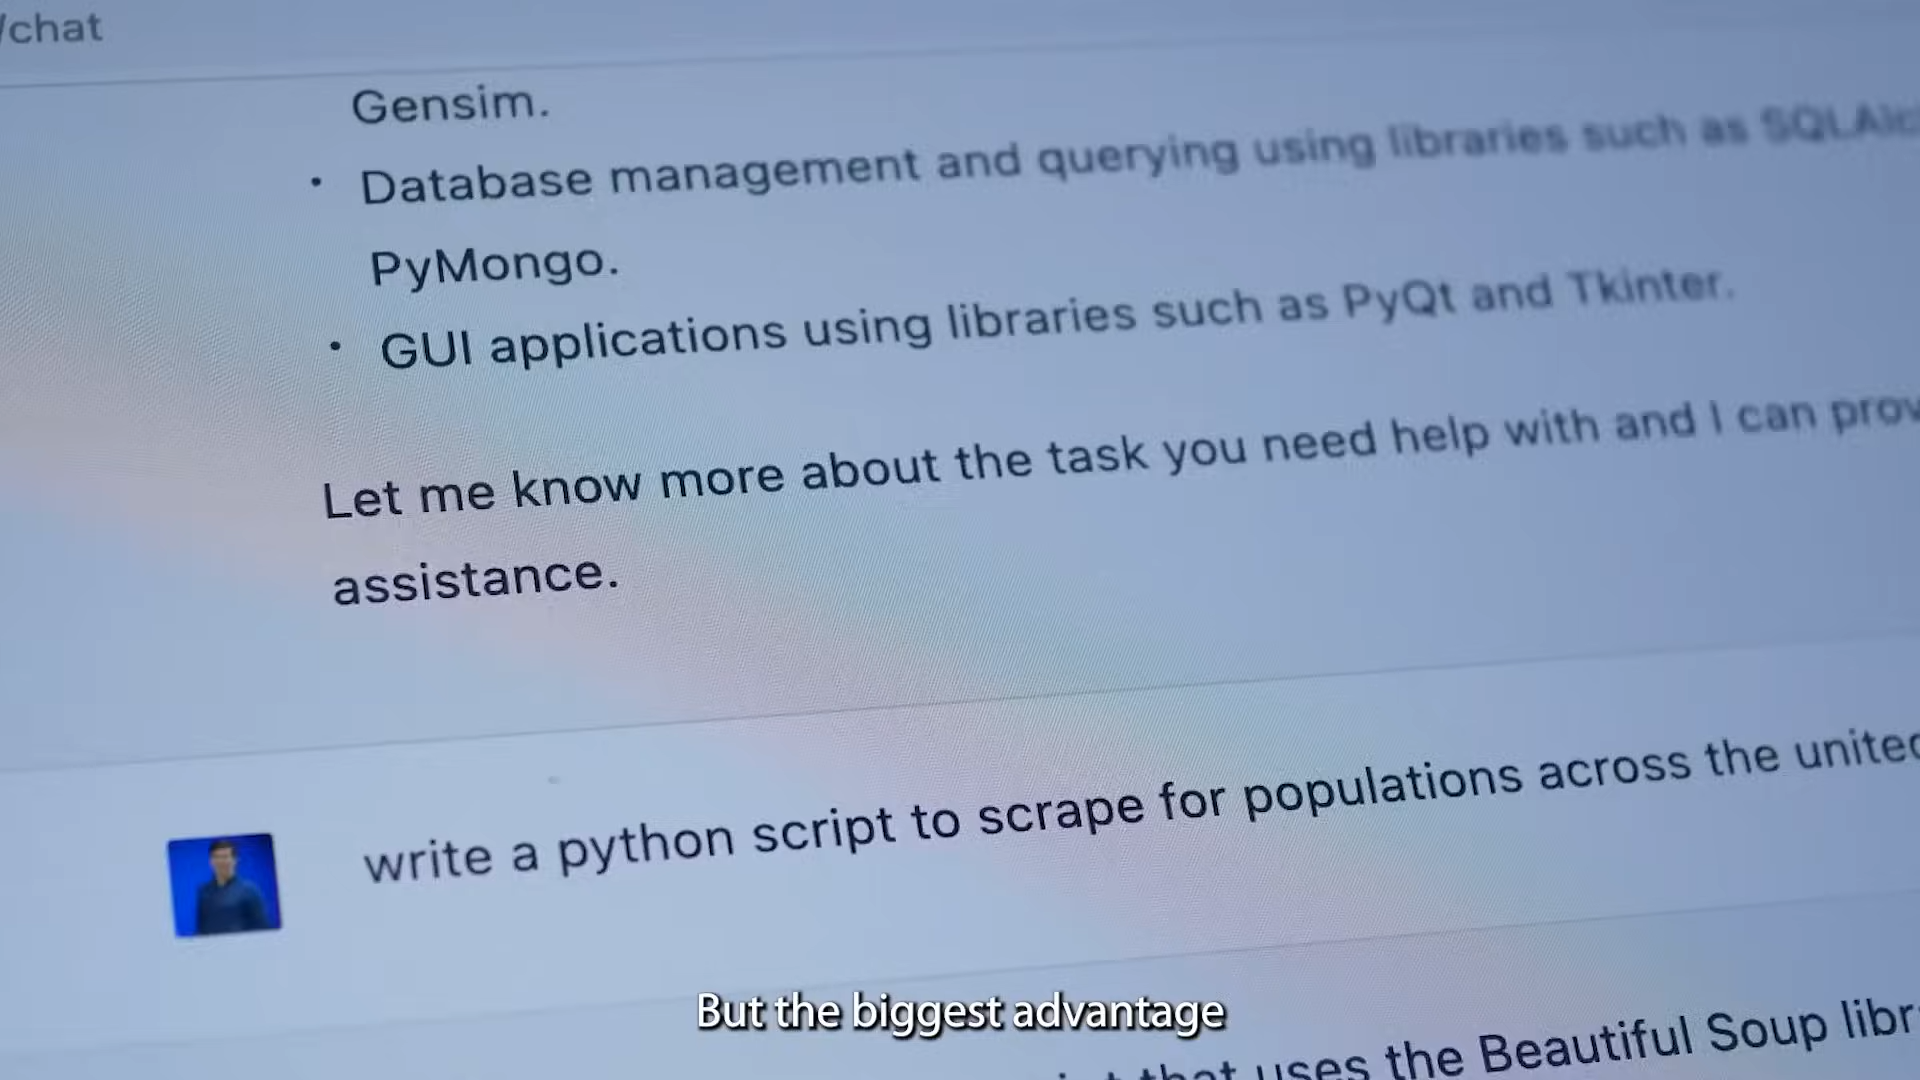 /chat
Gensim.
• Database management and querying using libraries such as
PyMongo.
• GUI applications using libraries such as PyQt and Tkinter.
Let me know more about the task you need help with and I can
assistance.
write a python script to scrape for populations across the
that uses the Beautiful Soup
But the biggest advantage